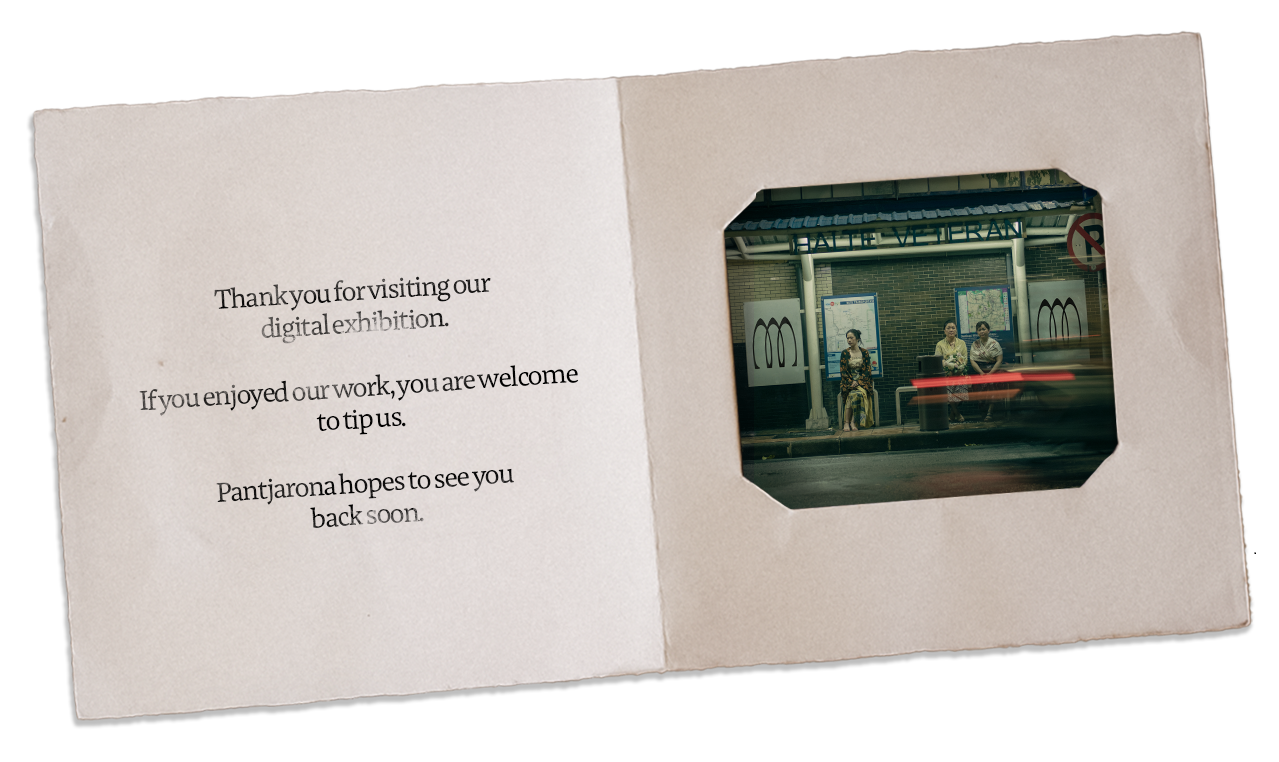 Thank you for visiting our
digital exhibition.
If you enjoyed our work, you are welcome
to tip us.
Pantjarona hopes to see you
back soon.
HALTE VETERAN
P